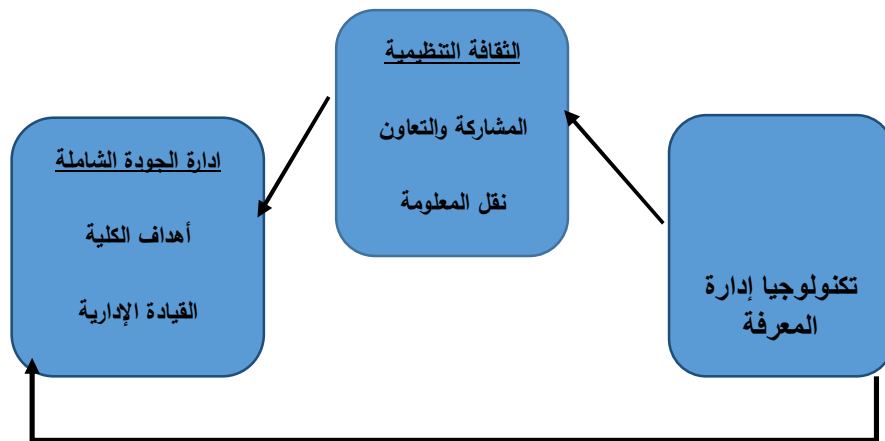 تكنولوجيا إدارة
المعرفة
الثقافة التنظيمية
المشاركة والتعاون
نقل المعلومة
ادارة الجودة الشاملة
أهداف الكلية
القيادة الإدارية